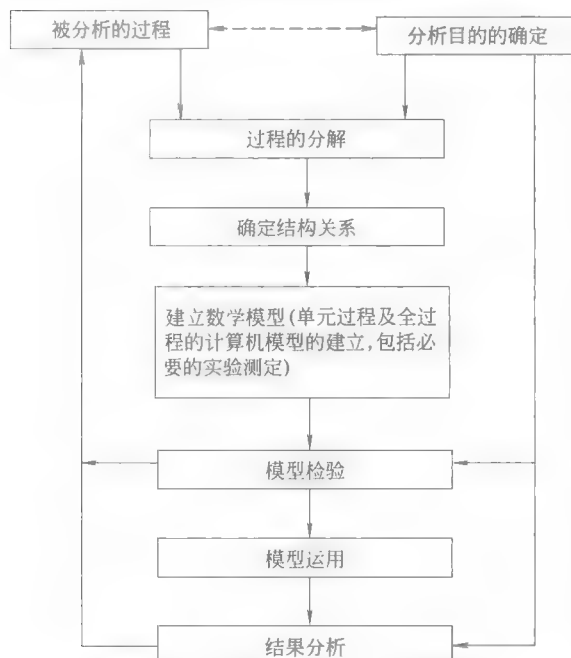 被分析的过程
分析目的的确定
过程的分解
确定结构关系
建立数学模型(单元过程及全过
程的计算机模型的建立,包括必
要的实验测定)
模型检验
模型运用
结果分析